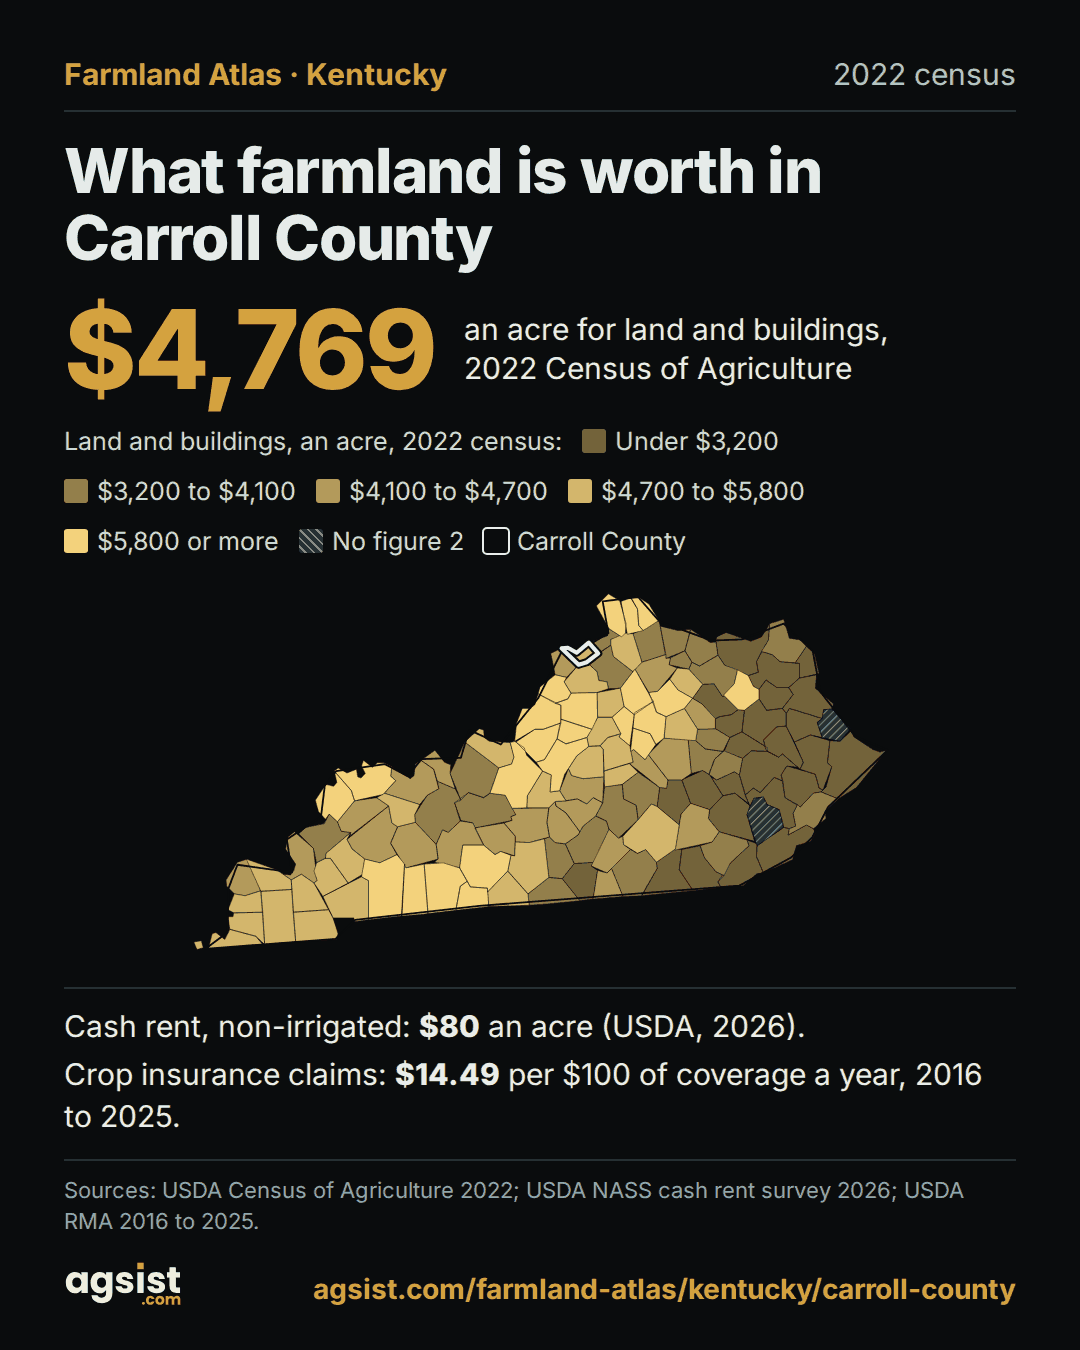 Farmland Atlas · Kentucky
2022 census
What farmland is worth in
Carroll County
$4,769
an acre for land and buildings,
2022 Census of Agriculture
Land and buildings, an acre, 2022 census: Under $3,200
$3,200 to $4,100 $4,100 to $4,700 $4,700 to $5,800
$5,800 or more No figure 2 Carroll County
Cash rent, non-irrigated: $80 an acre (USDA, 2026).
Crop insurance claims: $14.49 per $100 of coverage a year, 2016
to 2025.
Sources: USDA Census of Agriculture 2022; USDA NASS cash rent survey 2026; USDA
RMA 2016 to 2025.
agsist
.com
agsist.com/farmland-atlas/kentucky/carroll-county